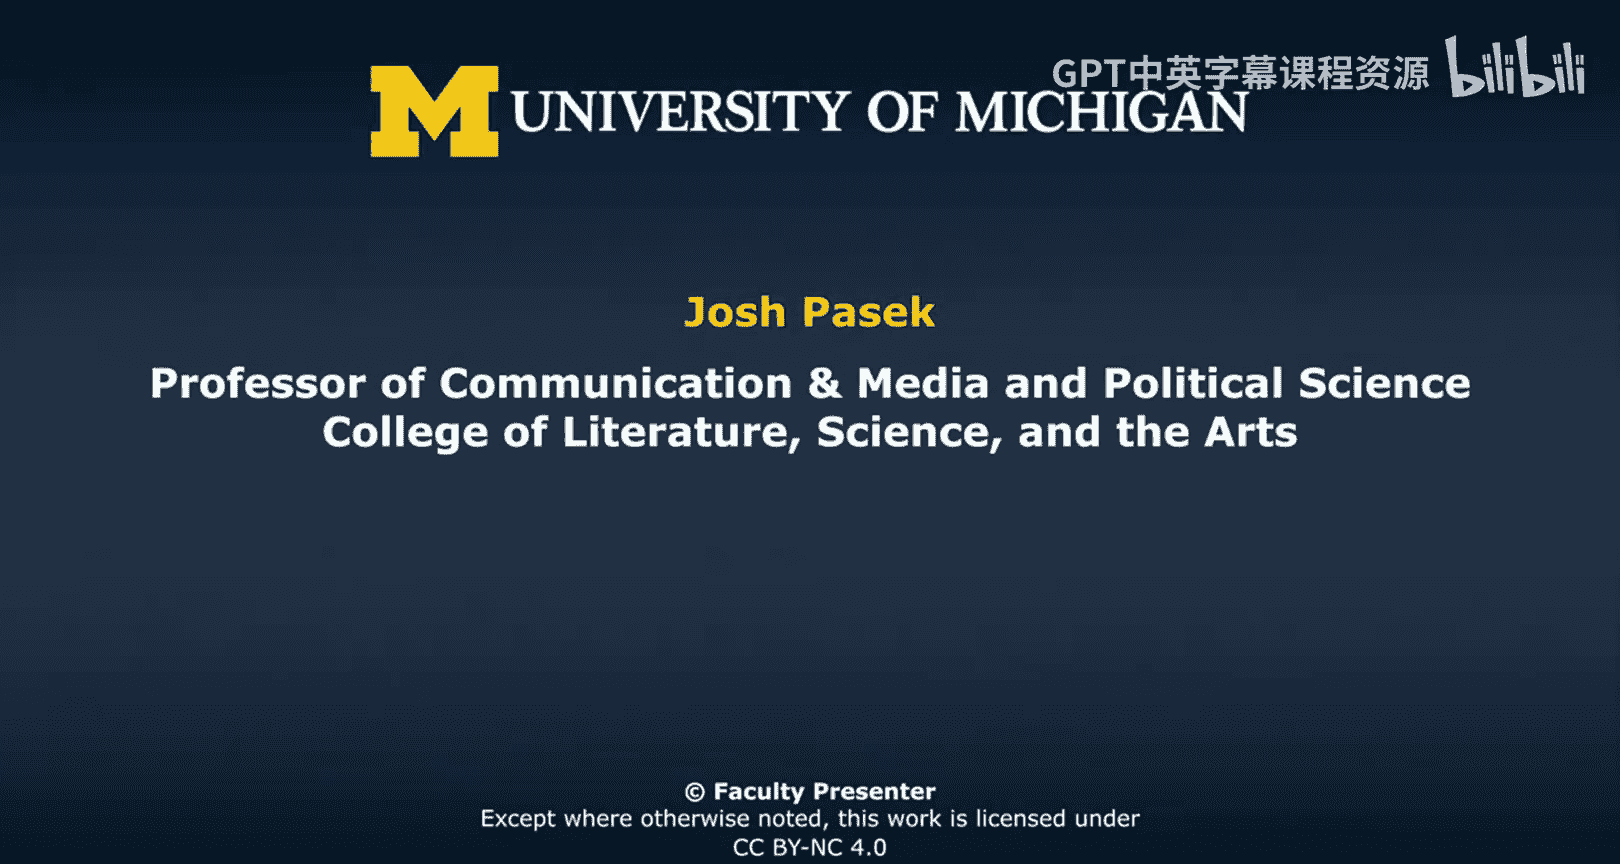 GPT中英字幕课程资源 bilibili
M UNIVERSITY OF MICHIGAN
Josh Pasek
Professor of Communication & Media and Political Science
College of Literature, Science, and the Arts
© Faculty Presenter
Except where otherwise noted, this work is licensed under
CC BY-NC 4.0